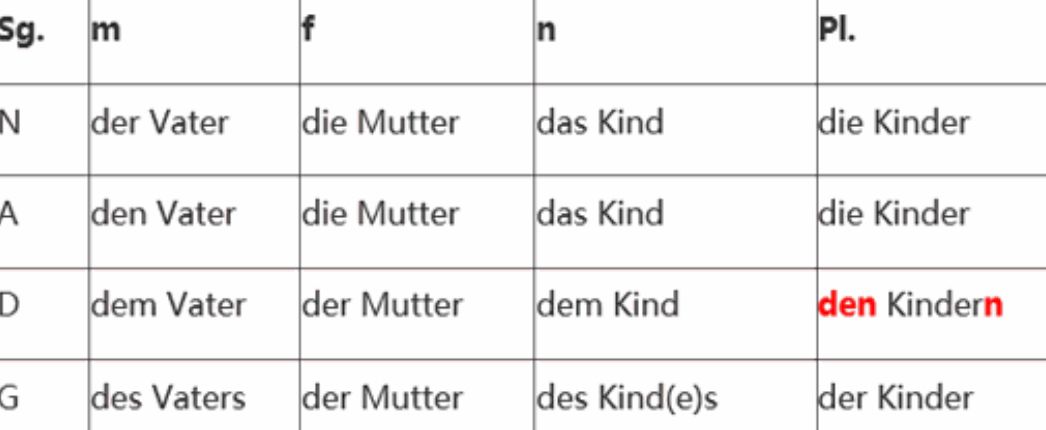 Sg. m f n Pl.
N der Vater die Mutter das Kind die Kinder
A den Vater die Mutter das Kind die Kinder
D dem Vater der Mutter dem Kind den Kindern
G des Vaters der Mutter des Kind(e)s der Kinder